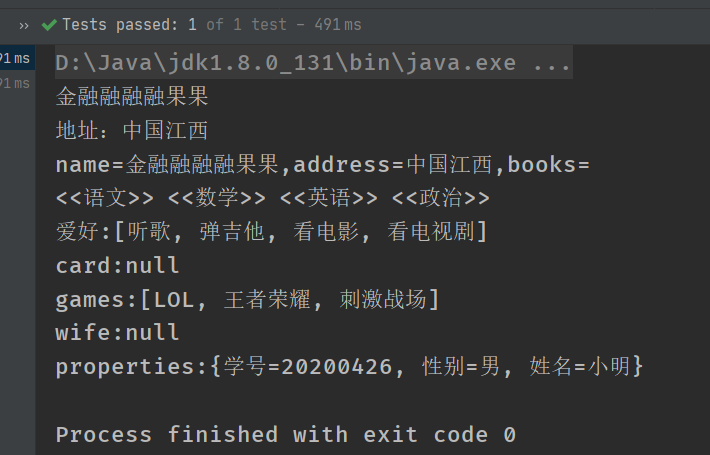 ›› ✔ Tests passed: 1 of 1 test – 491 ms
91 ms
D:\Java\jdk1.8.0_131\bin\java.exe ...
91 ms
金融融融融果果
地址：中国江西
name=金融融融融果果,address=中国江西,books=
<<语文>> <<数学>> <<英语>> <<政治>>
爱好:[听歌, 弹吉他, 看电影, 看电视剧]
card:null
games:[LOL, 王者荣耀, 刺激战场]
wife:null
properties:{学号=20200426, 性别=男, 姓名=小明}
Process finished with exit code 0